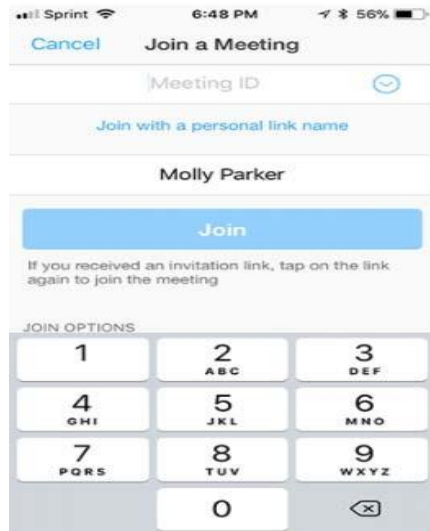 Sprint 6:48 PM 56%
Cancel Join a Meeting
Meeting ID
Join with a personal link name
Molly Parker
Join
If you received an invitation link, tap on the link
again to join the meeting
JOIN OPTIONS
1 2 3
ABC DEF
4 5 6
GHI JKL MNO
7 8 9
PQRS TUV WXYZ
0